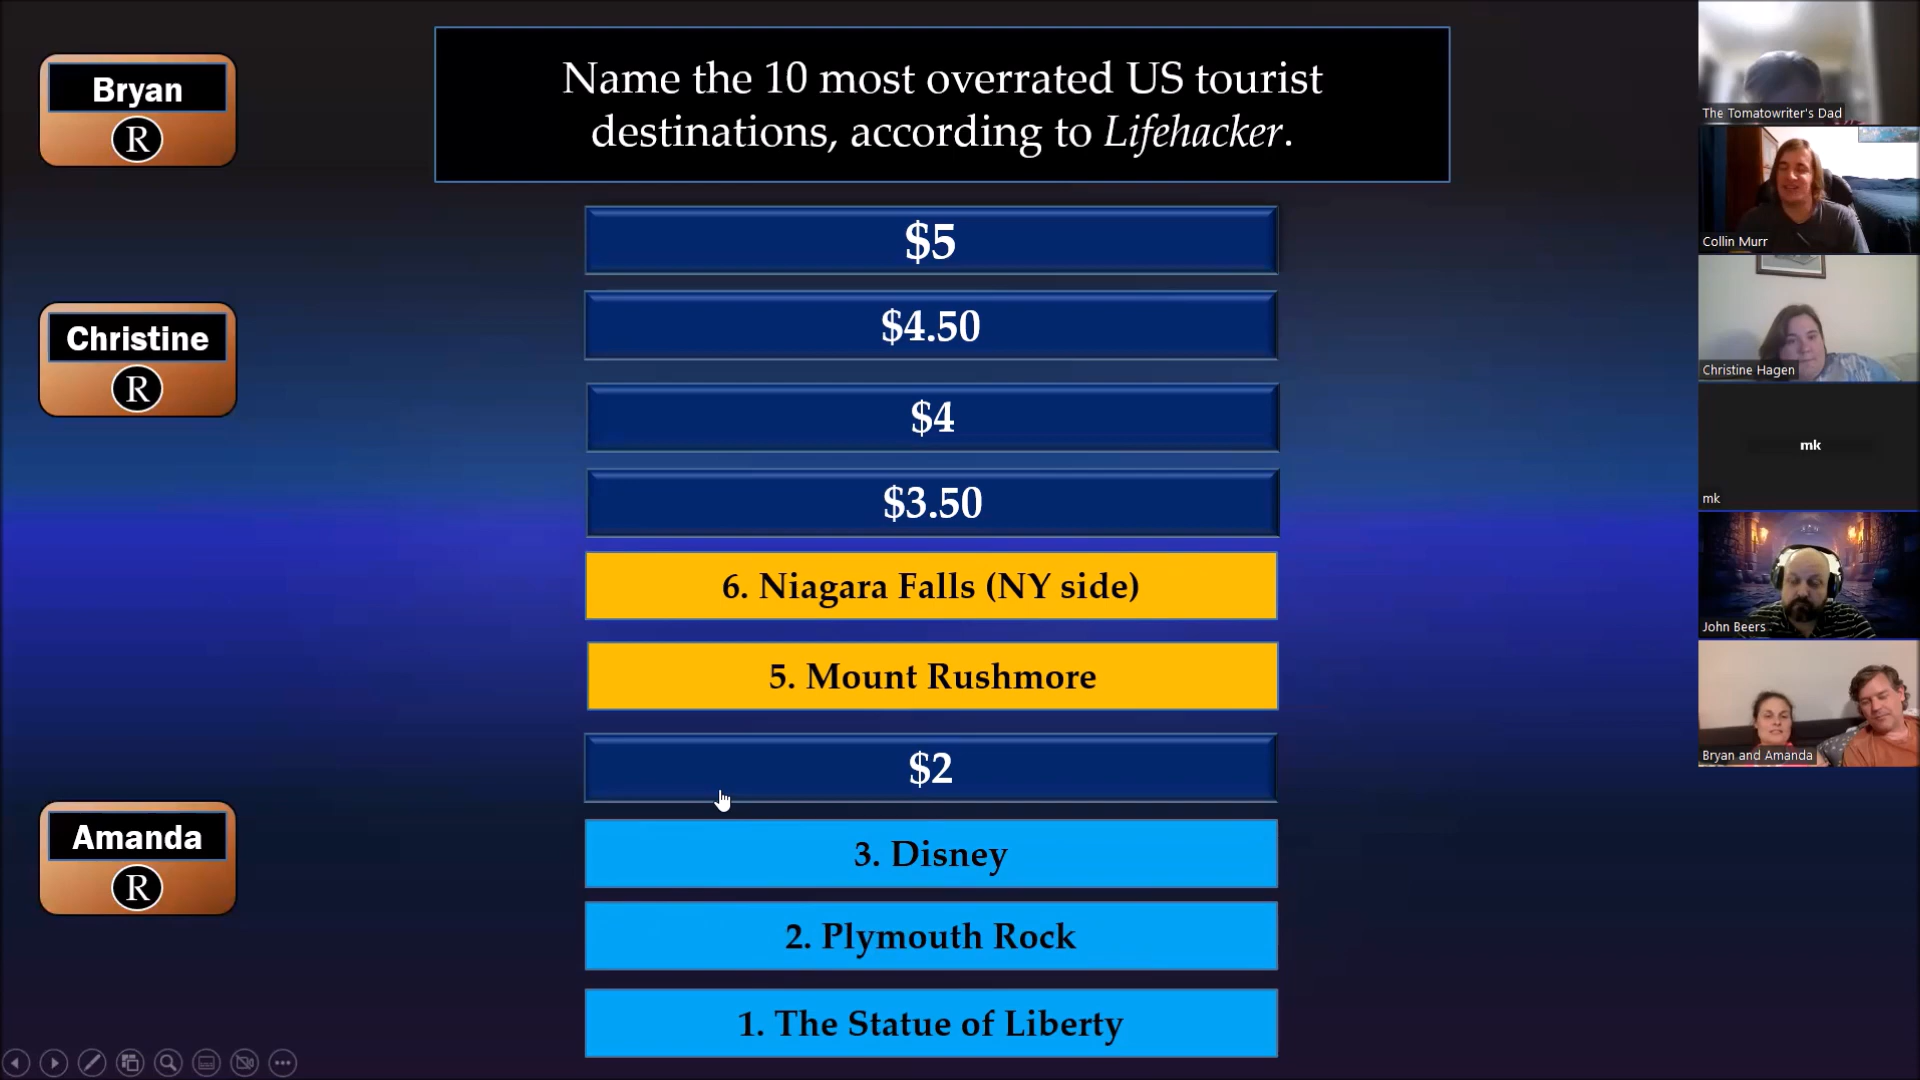 Bryan
R
Christine
R
Amanda
R
Name the 10 most overrated US tourist
destinations, according to Lifehacker.
$5
$4.50
$4
$3.50
6. Niagara Falls (NY side)
5. Mount Rushmore
$2
3. Disney
2. Plymouth Rock
1. The Statue of Liberty
The Tomatowriter's Dad
Collin Murr
Christine Hagen
mk
mk
John Beers
Bryan and Amanda